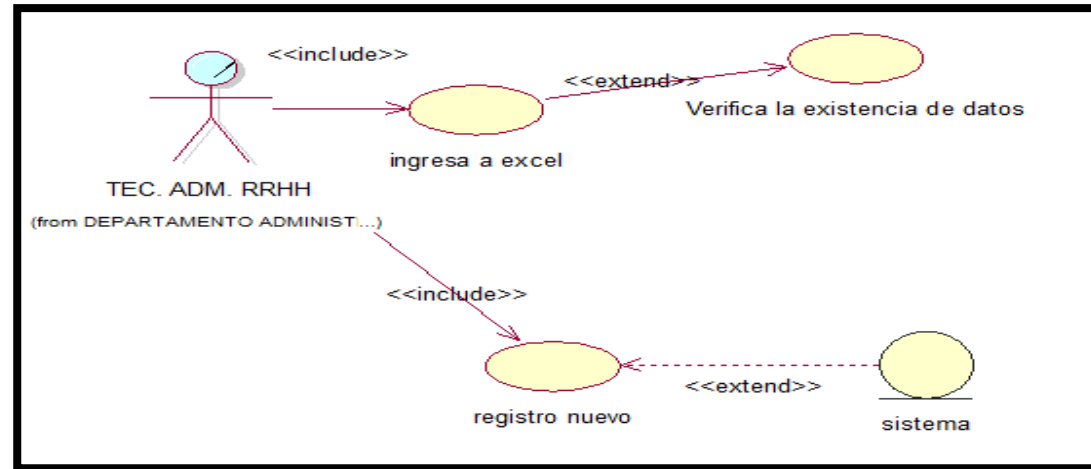 <<include>>
<<extend>>
Verifica la existencia de datos
ingresa a excel
TEC. ADM. RRHH
(from DEPARTAMENTO ADMINIST...)
<<include>>
<<extend>>
registro nuevo
sistema